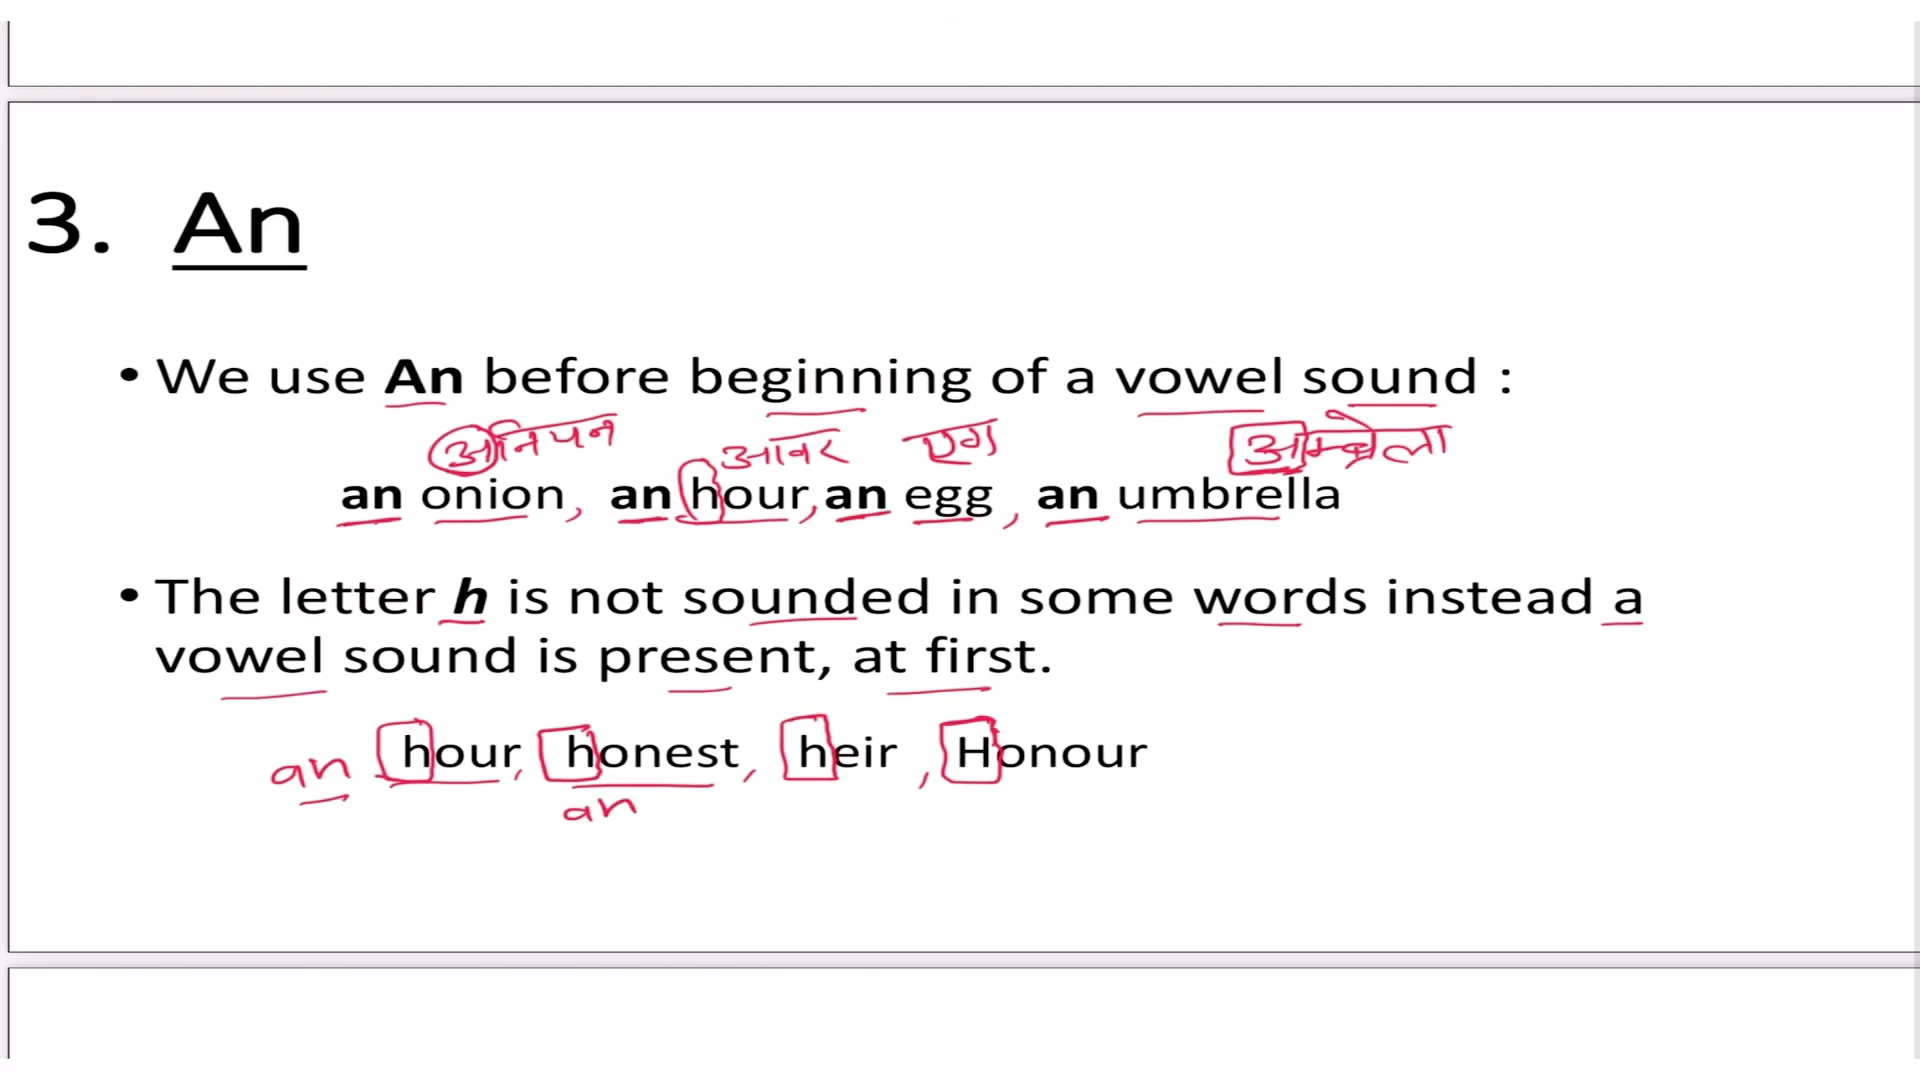 3. An
• We use An before beginning of a vowel sound :
अनियन आवर एग अम्ब्रेला
an onion, an hour, an egg , an umbrella
• The letter h is not sounded in some words instead a
vowel sound is present, at first.
an hour, honest, heir , Honour
an